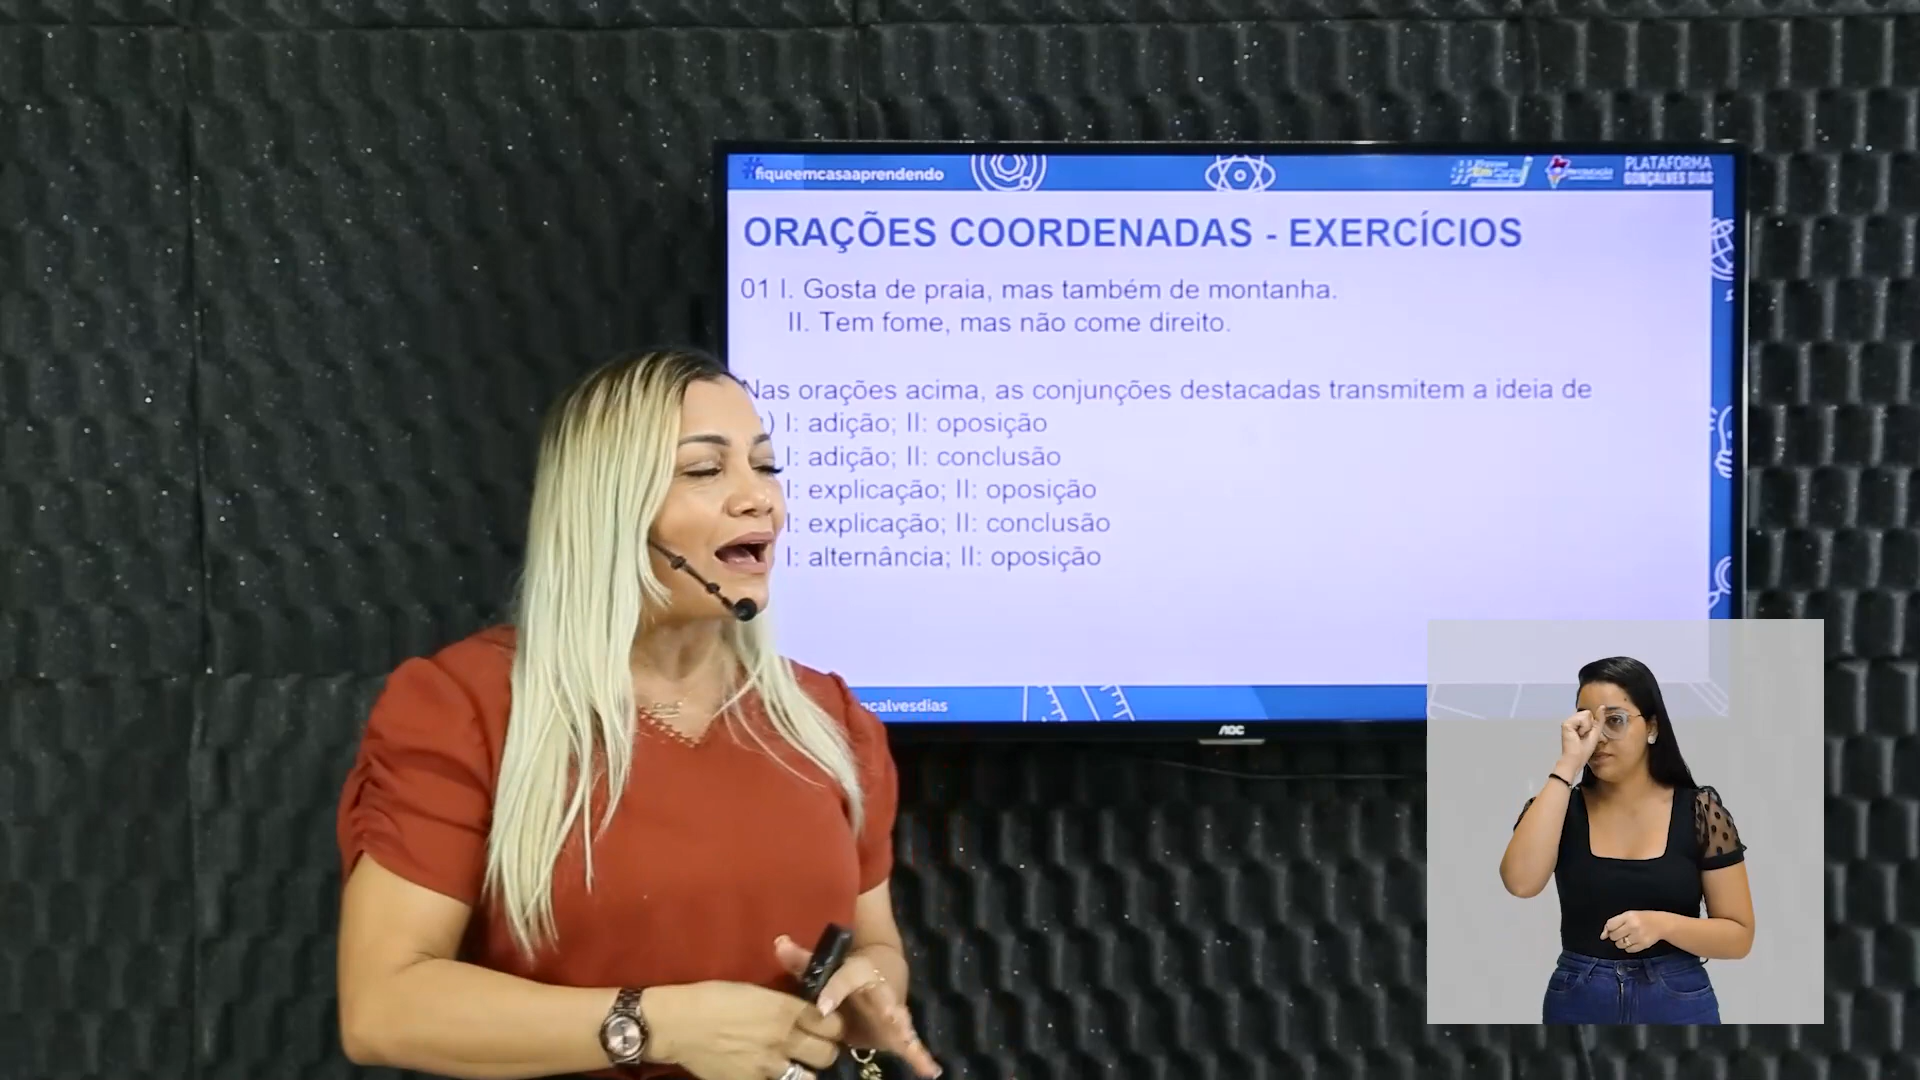 #fiqueemcasaaprendendo
PLATAFORMA
GONÇALVES DIAS
ORAÇÕES COORDENADAS - EXERCÍCIOS
01 I. Gosta de praia, mas também de montanha.
II. Tem fome, mas não come direito.
Nas orações acima, as conjunções destacadas transmitem a ideia de
) I: adição; II: oposição
I: adição; II: conclusão
I: explicação; II: oposição
I: explicação; II: conclusão
I: alternância; II: oposição
ncalvesdias
AOC